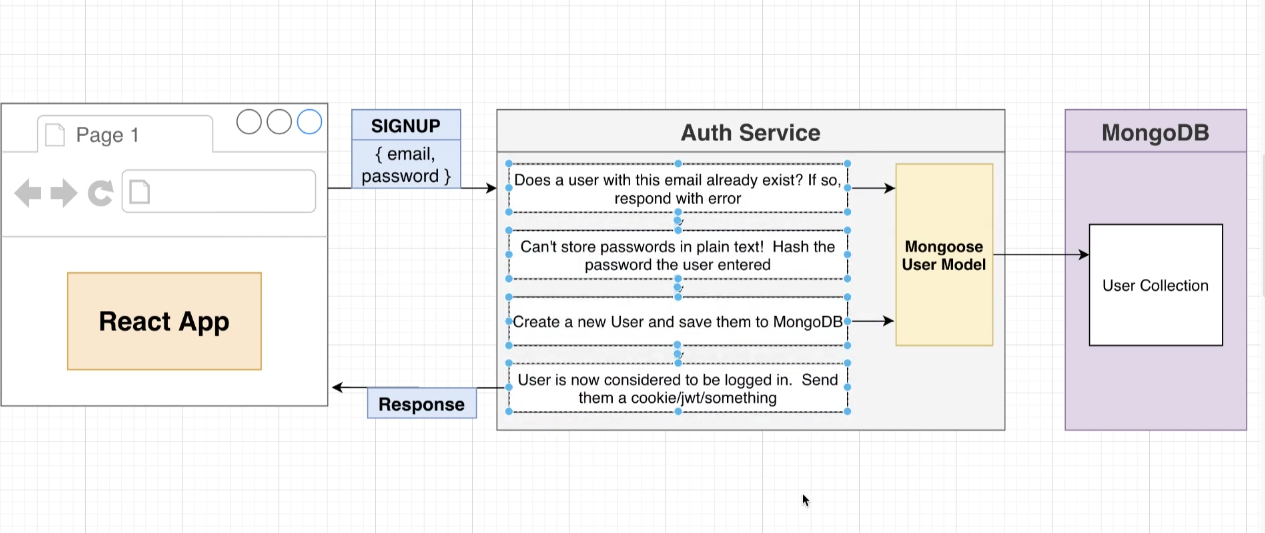 Page 1
SIGNUP
{ email,
password }
Auth Service
MongoDB
Does a user with this email already exist? If so,
respond with error
Can't store passwords in plain text!  Hash the
password the user entered
Create a new User and save them to MongoDB
User is now considered to be logged in.  Send
them a cookie/jwt/something
Mongoose
User Model
User Collection
React App
Response